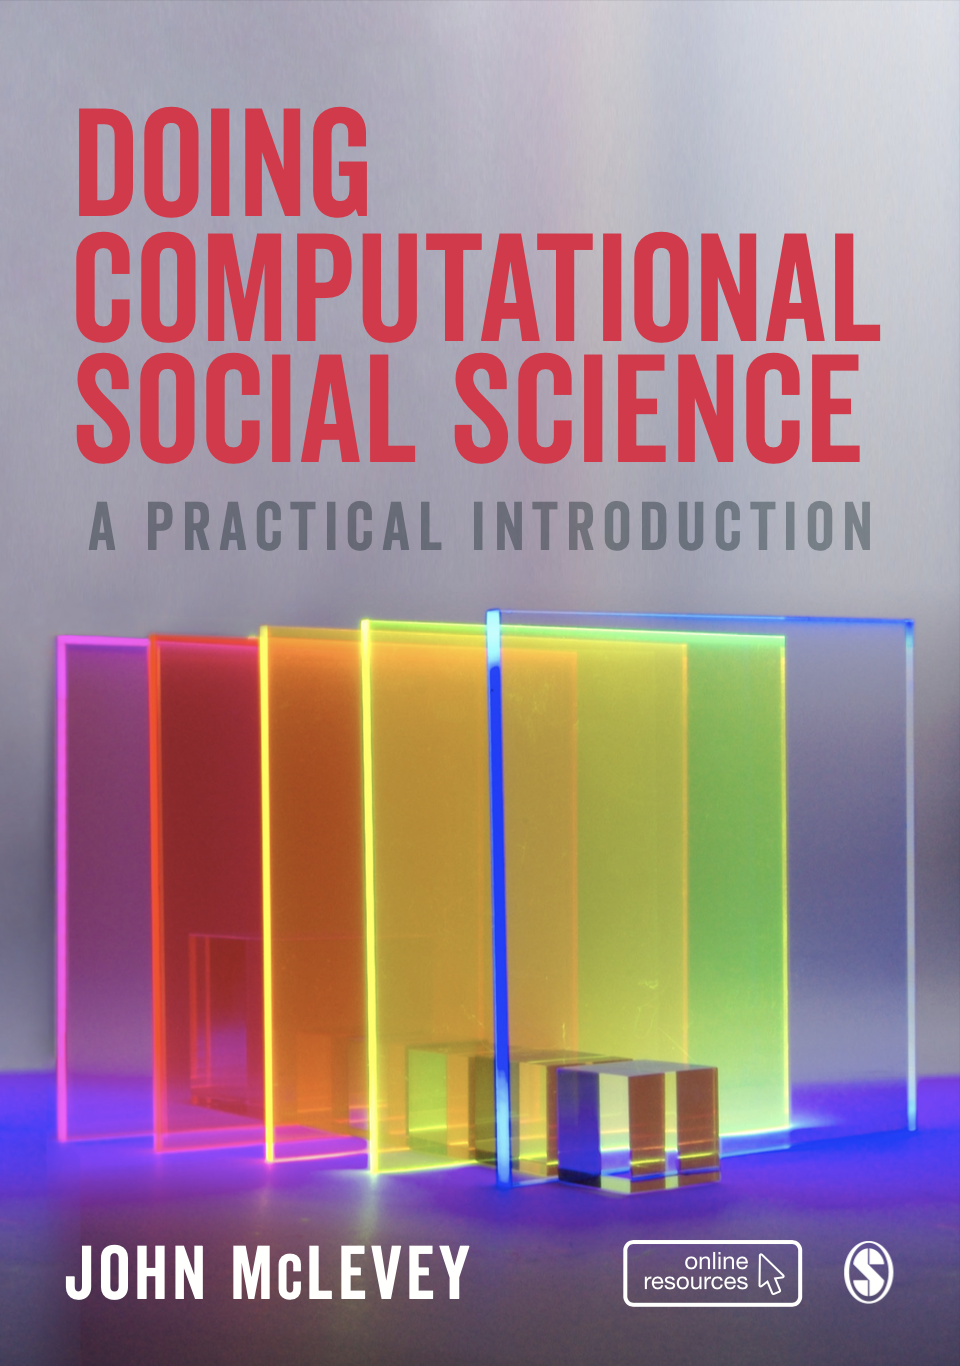 DOING
COMPUTATIONAL
SOCIAL SCIENCE
A PRACTICAL INTRODUCTION
JOHN McLEVEY
online
resources
S